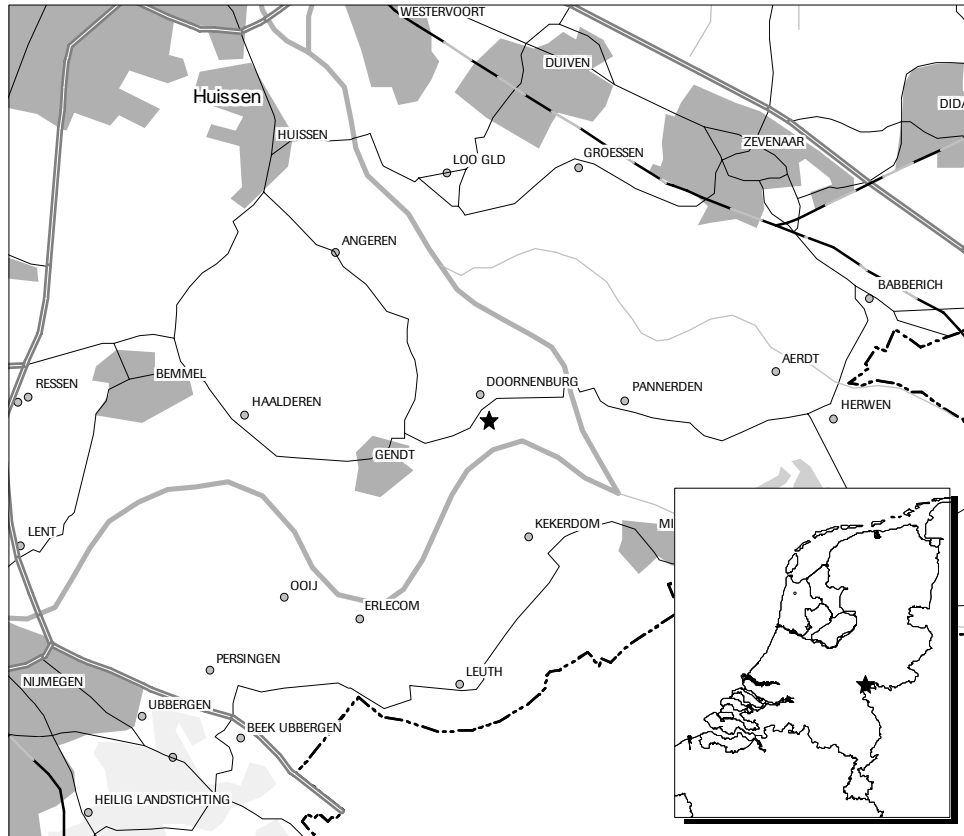 WESTERVOORT
DUIVEN
Huissen
DIDA
HUISSEN
ZEVENAAR
LOO GLD
GROESSEN
ANGEREN
BABBERICH
AERDT
BEMMEL
RESSEN
DOORNENBURG
PANNERDEN
HAALDEREN
HERWEN
GENDT
LENT
KEKERDOM
MI
OOIJ
ERLECOM
PERSINGEN
LEUTH
NIJMEGEN
UBBERGEN
BEEK UBBERGEN
HEILIG LANDSTICHTING